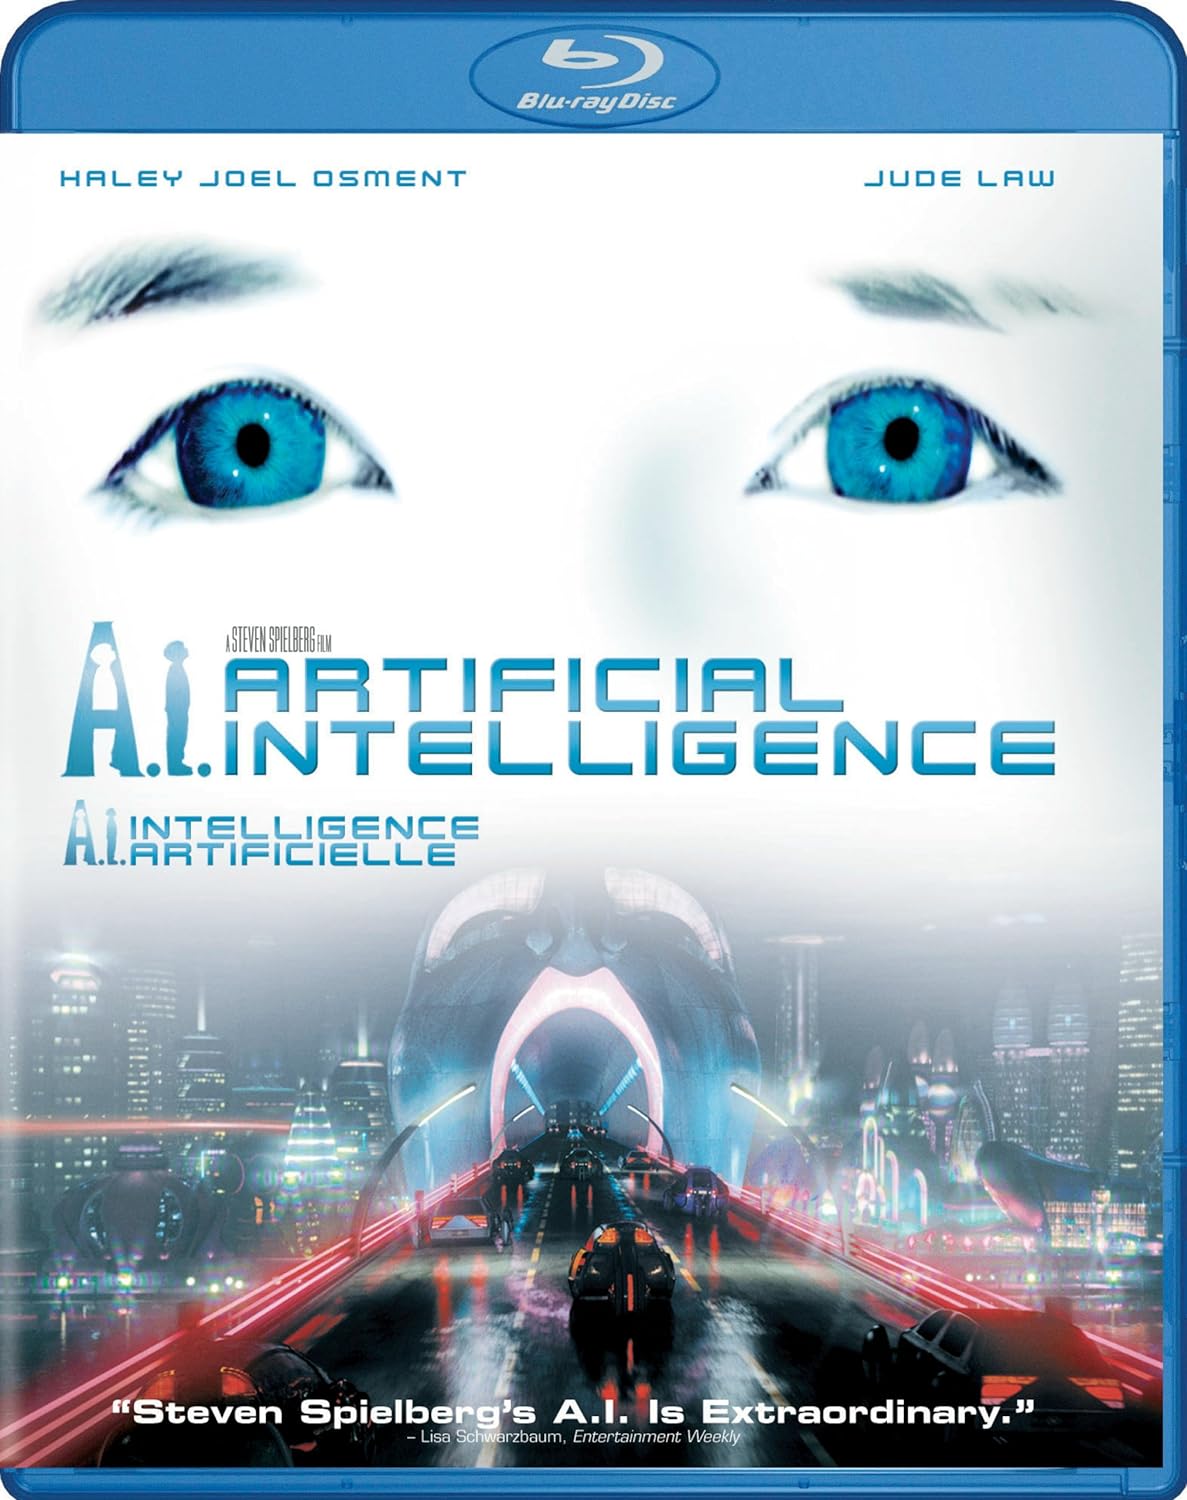 Blu-ray Disc
HALEY JOEL OSMENT JUDE LAW
A STEVEN SPIELBERG FILM
A.I. ARTIFICIAL
INTELLIGENCE
A.I. INTELLIGENCE
ARTIFICIELLE
“Steven Spielberg's A.I. Is Extraordinary.”
– Lisa Schwarzbaum, Entertainment Weekly